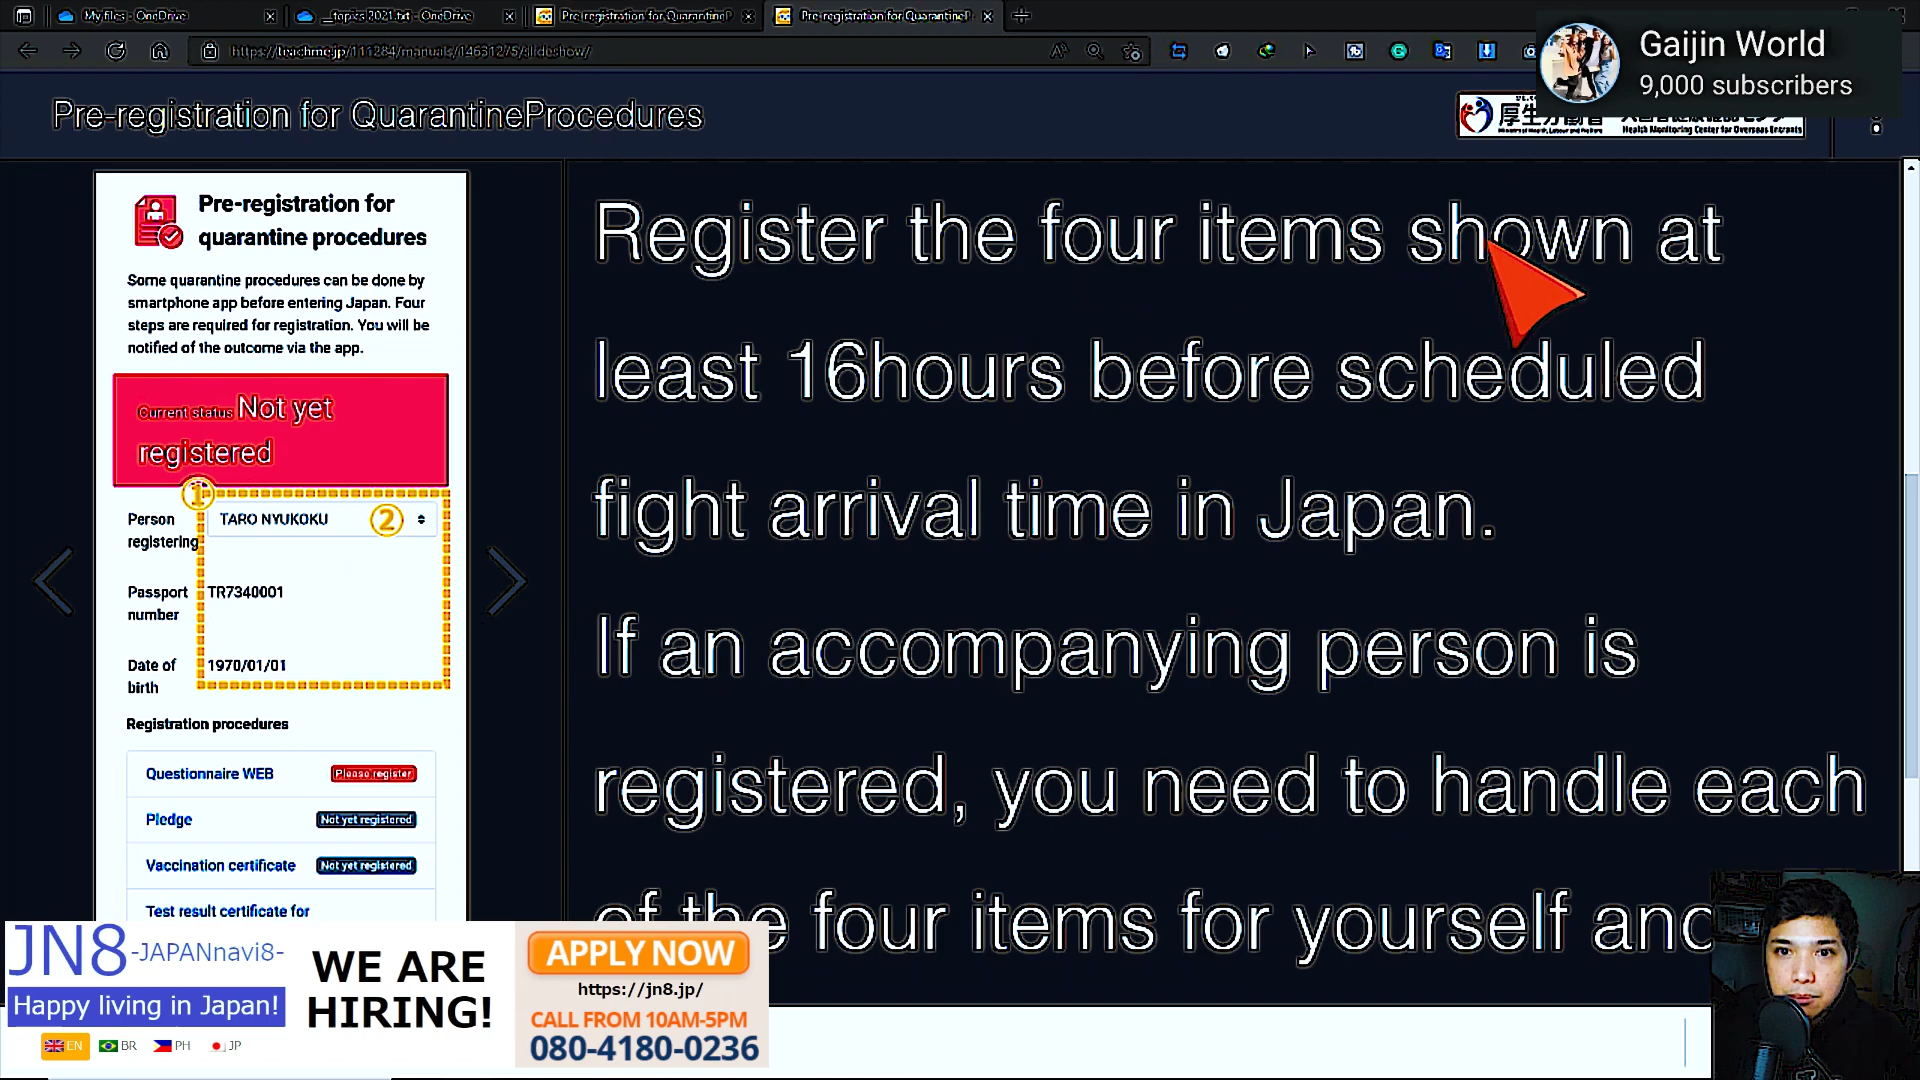 My files - OneDrive
__topics 2021.txt - OneDrive
Pre-registration for QuarantineP
Pre-registration for QuarantineP
https://teachme.jp/111284/manuals/14631275/slideshow/
Gaijin World
9,000 subscribers
Pre-registration for QuarantineProcedures
厚生労働省
Health Monitoring Center for Overseas Entrants
Pre-registration for
quarantine procedures
Some quarantine procedures can be done by
smartphone app before entering Japan. Four
steps are required for registration. You will be
notified of the outcome via the app.
Current status Not yet
registered
①
Person
registering
TARO NYUKOKU
②
Passport
number
TR7340001
Date of
birth
1970/01/01
Registration procedures
Questionnaire WEB
Please register
Pledge
Not yet registered
Vaccination certificate
Not yet registered
Test result certificate for
Register the four items shown at
least 16hours before scheduled
fight arrival time in Japan.
If an accompanying person is
registered, you need to handle each
of the four items for yourself and
JN8 -JAPANnavi8-
Happy living in Japan!
EN BR PH JP
WE ARE
HIRING!
APPLY NOW
https://jn8.jp/
CALL FROM 10AM-5PM
080-4180-0236